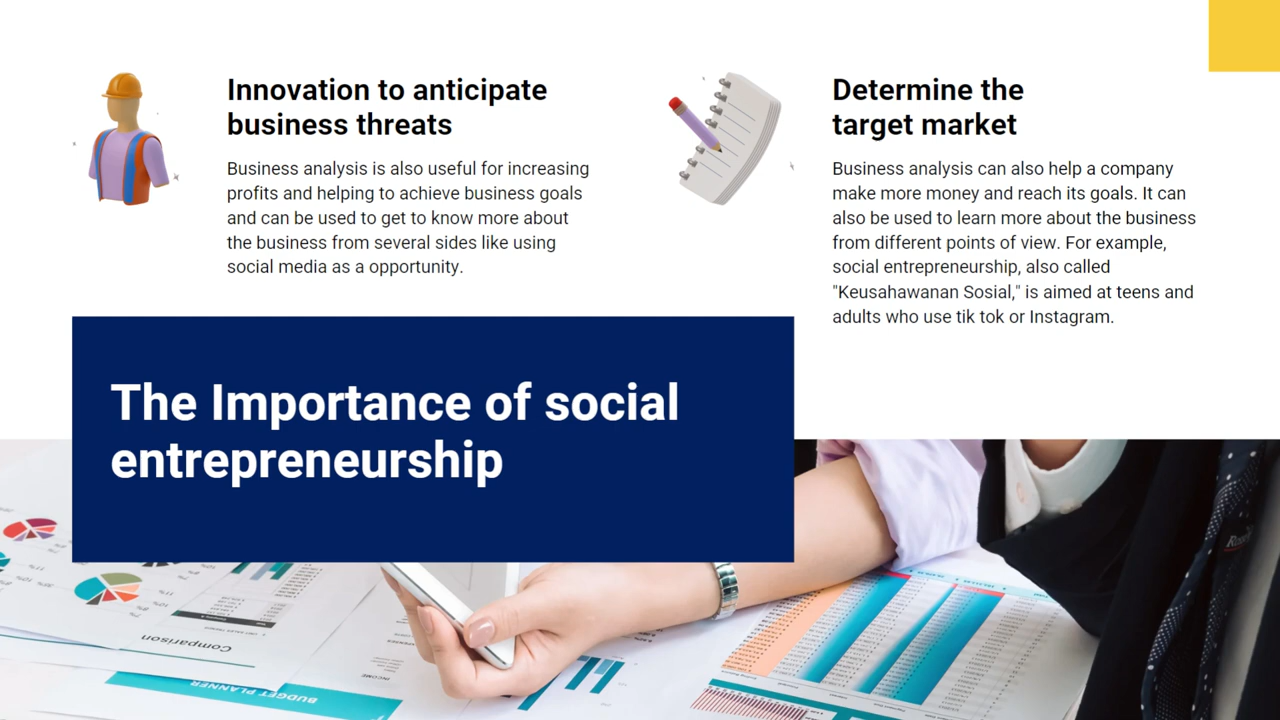 Innovation to anticipate
business threats
Business analysis is also useful for increasing
profits and helping to achieve business goals
and can be used to get to know more about
the business from several sides like using
social media as a opportunity.
Determine the
target market
Business analysis can also help a company
make more money and reach its goals. It can
also be used to learn more about the business
from different points of view. For example,
social entrepreneurship, also called
"Keusahawanan Sosial," is aimed at teens and
adults who use tik tok or Instagram.
The Importance of social
entrepreneurship
Comparison
BUDGET PLANNER
INCOME